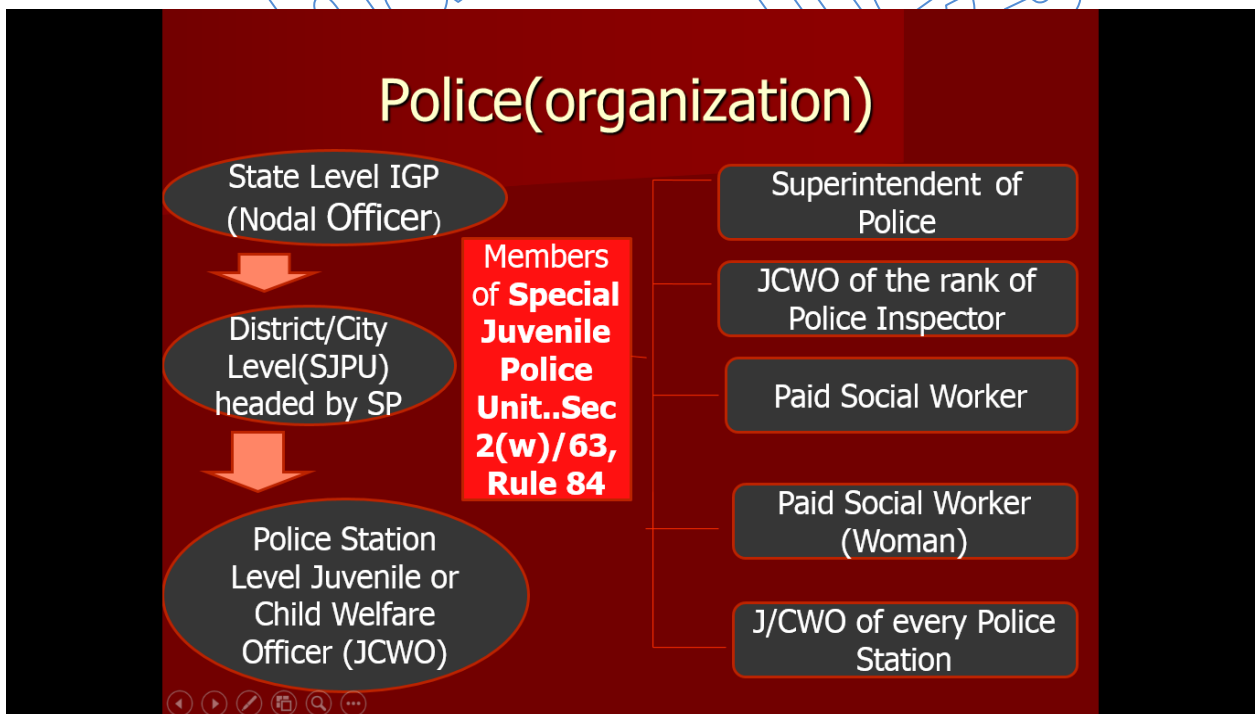 Police(organization)
State Level IGP
(Nodal Officer)
District/City
Level(SJPU)
headed by SP
Police Station
Level Juvenile or
Child Welfare
Officer (JCWO)
Members
of Special
Juvenile
Police
Unit..Sec
2(w)/63,
Rule 84
Superintendent of
Police
JCWO of the rank of
Police Inspector
Paid Social Worker
Paid Social Worker
(Woman)
J/CWO of every Police
Station